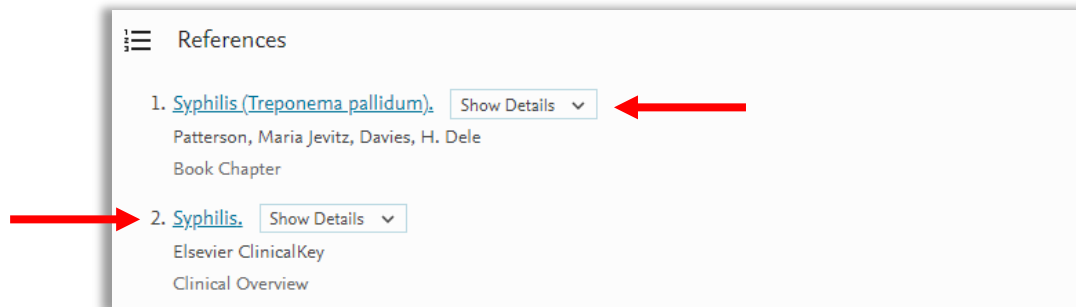 References
1. Syphilis (Treponema pallidum). Show Details
Patterson, Maria Jevitz, Davies, H. Dele
Book Chapter
2. Syphilis. Show Details
Elsevier ClinicalKey
Clinical Overview